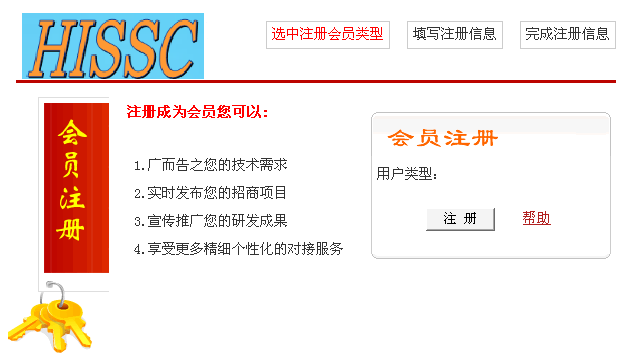 HISSC
选中注册会员类型
填写注册信息
完成注册信息
会员注册
注册成为会员您可以：
1.广而告之您的技术需求
2.实时发布您的招商项目
3.宣传推广您的研发成果
4.享受更多精细个性化的对接服务
会员注册
用户类型：
注 册
帮助